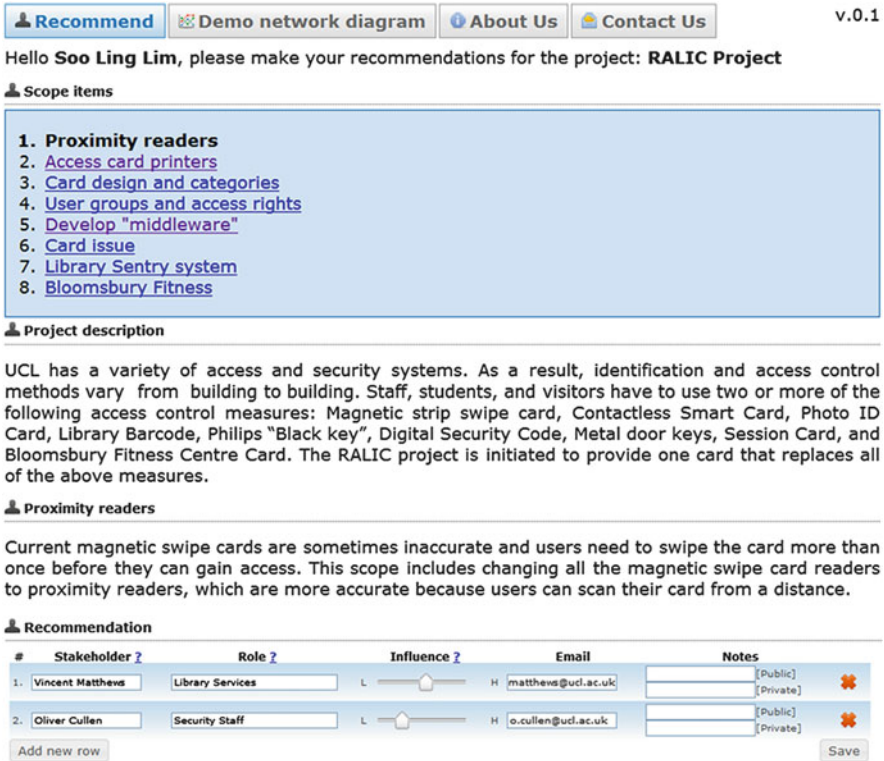 Recommend Demo network diagram About Us Contact Us v.0.1
Hello Soo Ling Lim, please make your recommendations for the project: RALIC Project
Scope items
1. Proximity readers
2. Access card printers
3. Card design and categories
4. User groups and access rights
5. Develop "middleware"
6. Card issue
7. Library Sentry system
8. Bloomsbury Fitness
Project description
UCL has a variety of access and security systems. As a result, identification and access control
methods vary from building to building. Staff, students, and visitors have to use two or more of the
following access control measures: Magnetic strip swipe card, Contactless Smart Card, Photo ID
Card, Library Barcode, Philips “Black key”, Digital Security Code, Metal door keys, Session Card, and
Bloomsbury Fitness Centre Card. The RALIC project is initiated to provide one card that replaces all
of the above measures.
Proximity readers
Current magnetic swipe cards are sometimes inaccurate and users need to swipe the card more than
once before they can gain access. This scope includes changing all the magnetic swipe card readers
to proximity readers, which are more accurate because users can scan their card from a distance.
Recommendation
# Stakeholder ? Role ? Influence ? Email Notes
1. Vincent Matthews Library Services L H matthews@ucl.ac.uk [Public]
[Private]
2. Oliver Cullen Security Staff L H o.cullen@ucl.ac.uk [Public]
[Private]
Add new row Save